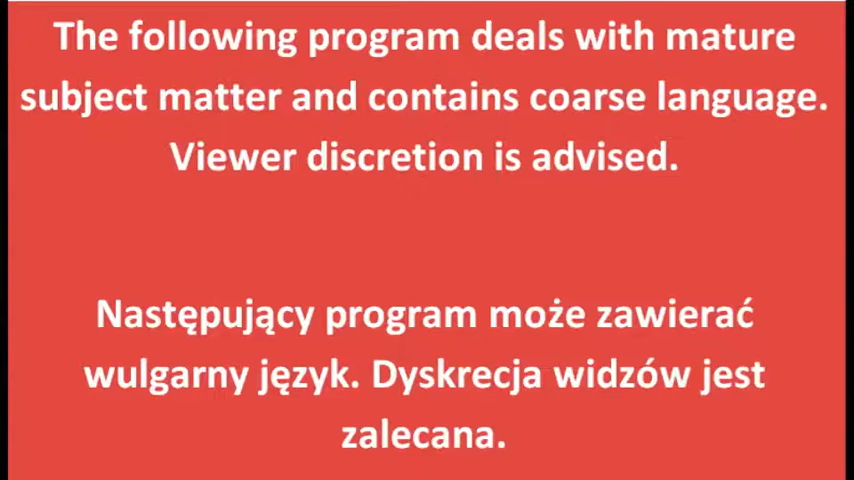 The following program deals with mature
subject matter and contains coarse language.
Viewer discretion is advised.
Następujący program może zawierać
wulgarny język. Dyskrecja widzów jest
zalecana.